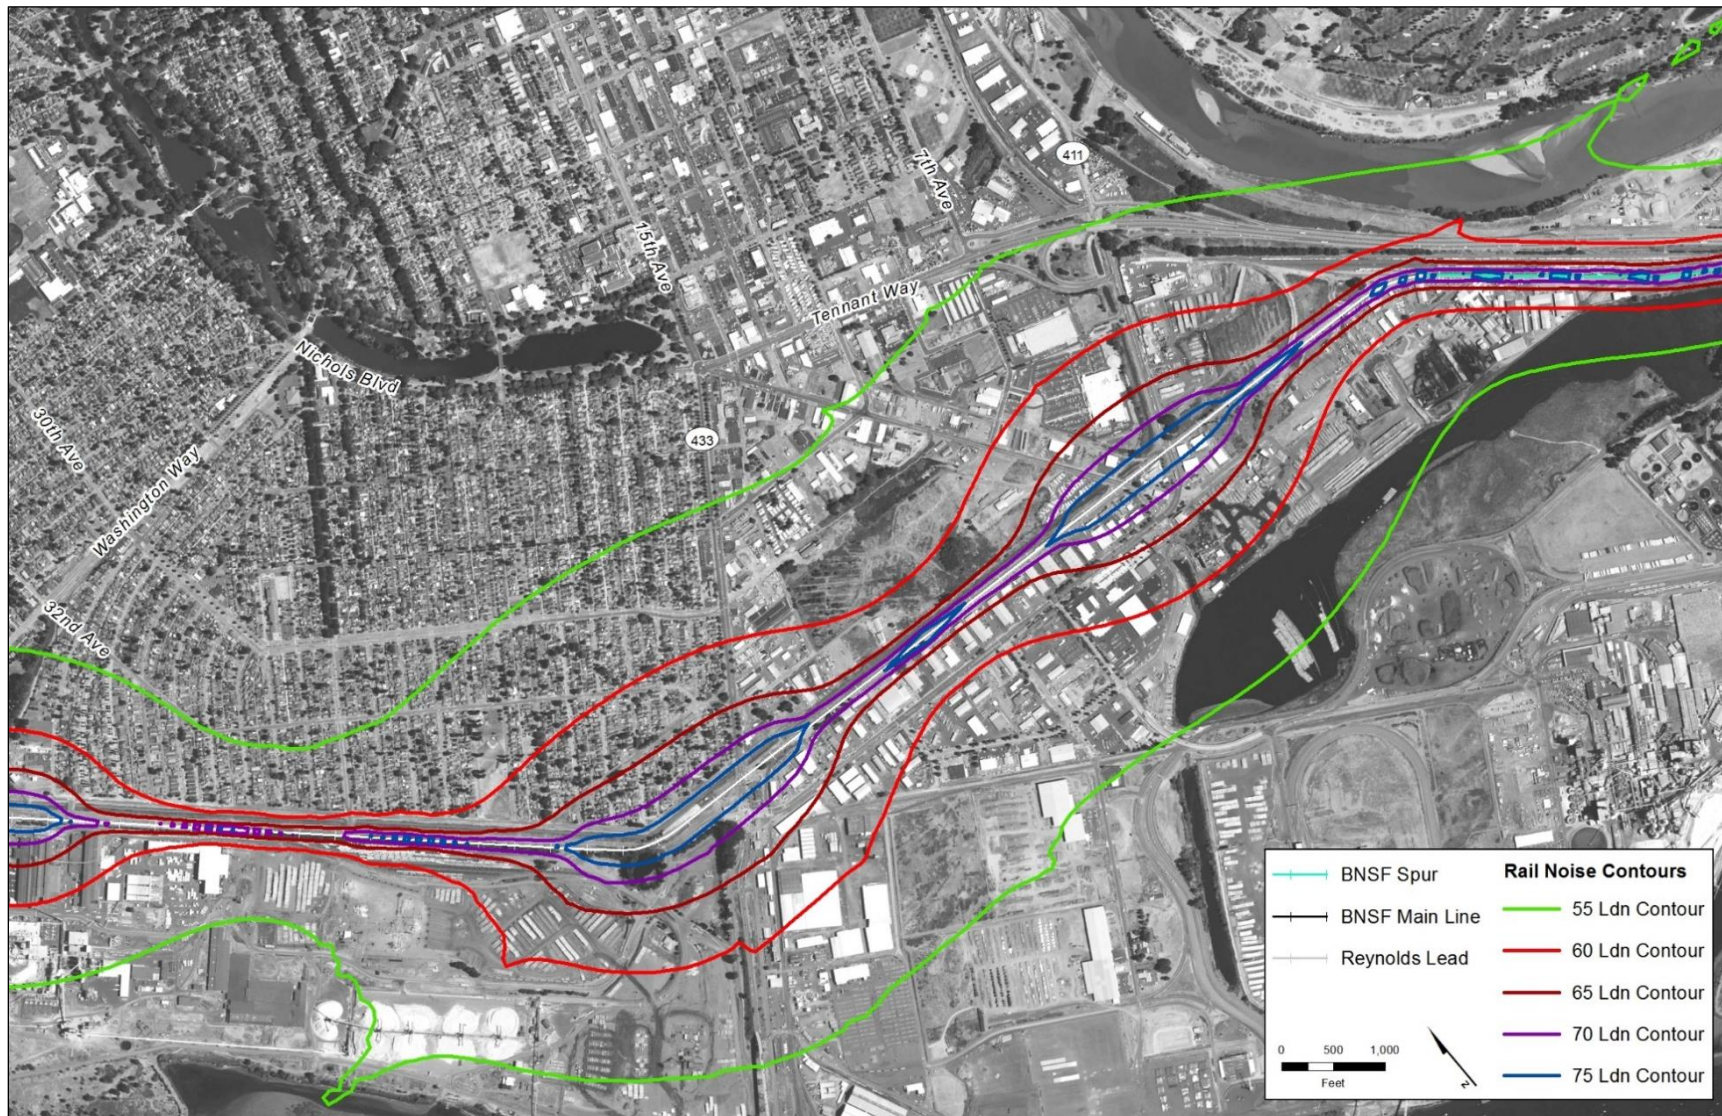 411
7th Ave
15th Ave
Tennant Way
Nichols Blvd
30th Ave
433
Washington Way
32nd Ave
BNSF Spur
BNSF Main Line
Reynolds Lead
Rail Noise Contours
55 Ldn Contour
60 Ldn Contour
65 Ldn Contour
70 Ldn Contour
75 Ldn Contour
0 500 1,000
Feet
N